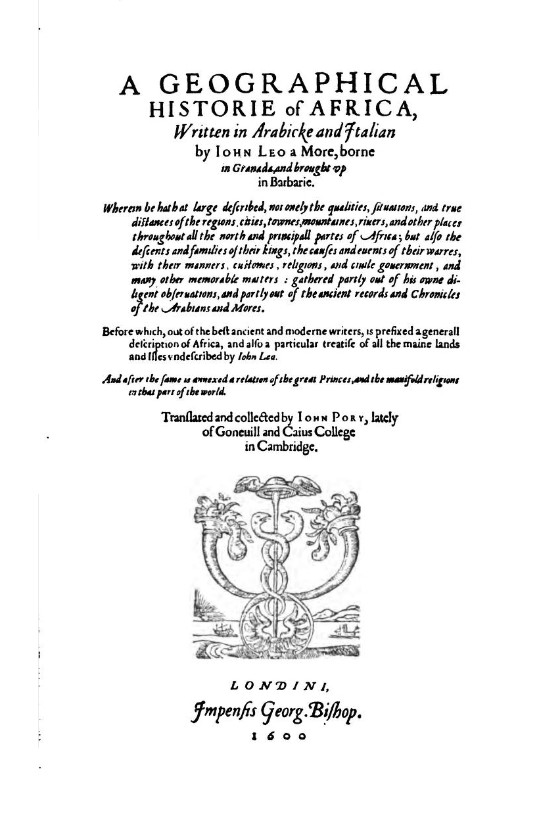 A GEOGRAPHICAL
HISTORIE of AFRICA,
Written in Arabicke and Italian
by IOHN LEO a More, borne
in Granada, and brought vp
in Barbarie.
Wherein he hath at large deſcribed, not onely the qualities, ſituations, and true
diſtances of the regions, cities, townes, mountaines, riuers, and other places
throughout all the north and principall partes of Africa; but alſo the
deſcents and families of their kings, the cauſes and euents of their warres,
with their manners, cuſtomes, religions, and ciuile gouernment, and
many other memorable matters : gathered partly out of his owne di-
ligent obſeruations, and partly out of the ancient records and Chronicles
of the Arabians and Mores.
Before which, out of the beſt ancient and moderne writers, is prefixed a generall
deſcription of Africa, and alſo a particular treatiſe of all the maine lands
and Iſles vndeſcribed by Iohn Leo.
And after the ſame is annexed a relation of the great Princes, and the manifold religions
in that part of the world.
Tranſlated and collected by IOHN PORY, lately
of Goneuill and Caius College
in Cambridge.
LONDINI,
Impenſis Georg. Biſhop.
1600